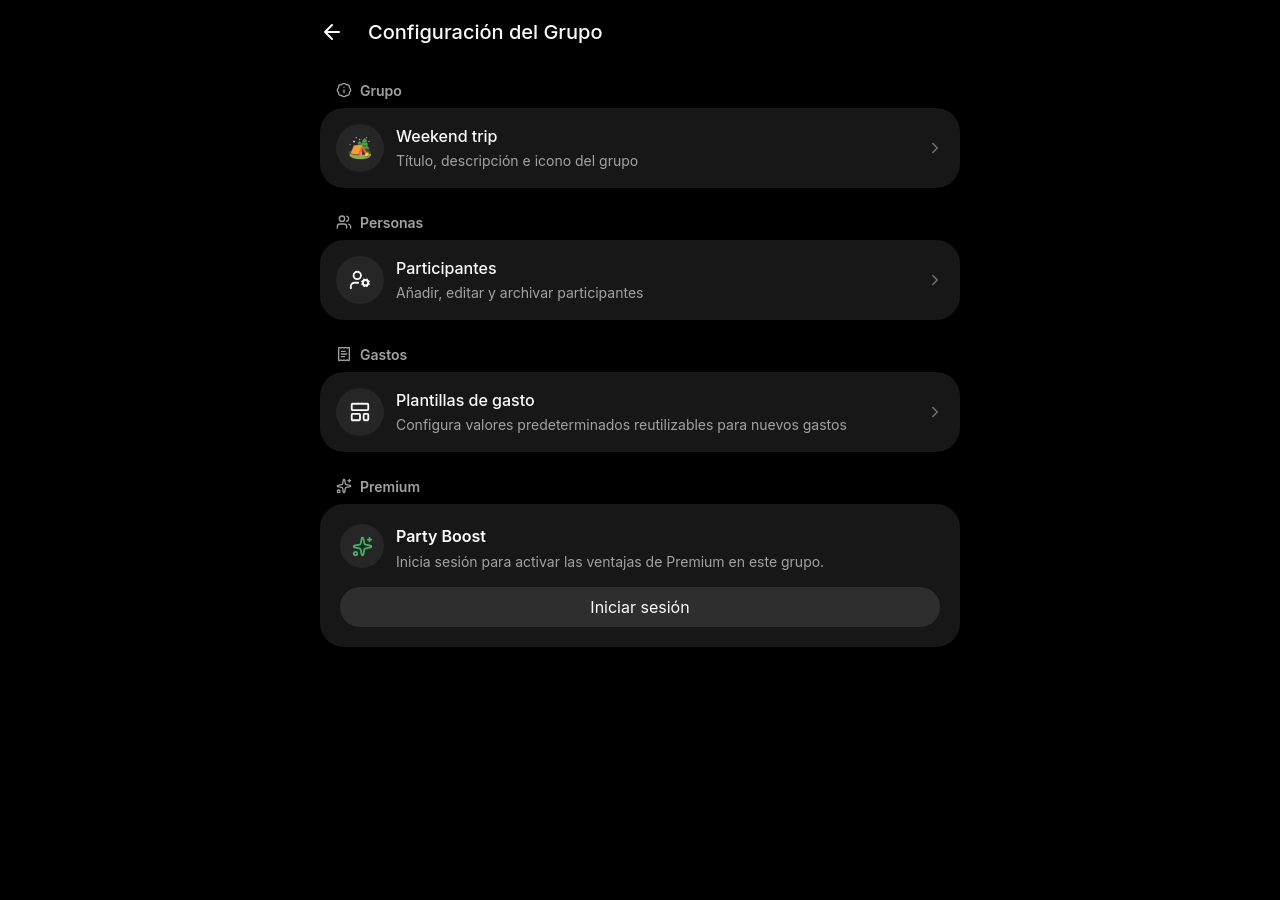 Configuración del Grupo
Grupo
Weekend trip
Título, descripción e icono del grupo
Personas
Participantes
Añadir, editar y archivar participantes
Gastos
Plantillas de gasto
Configura valores predeterminados reutilizables para nuevos gastos
Premium
Party Boost
Inicia sesión para activar las ventajas de Premium en este grupo.
Iniciar sesión